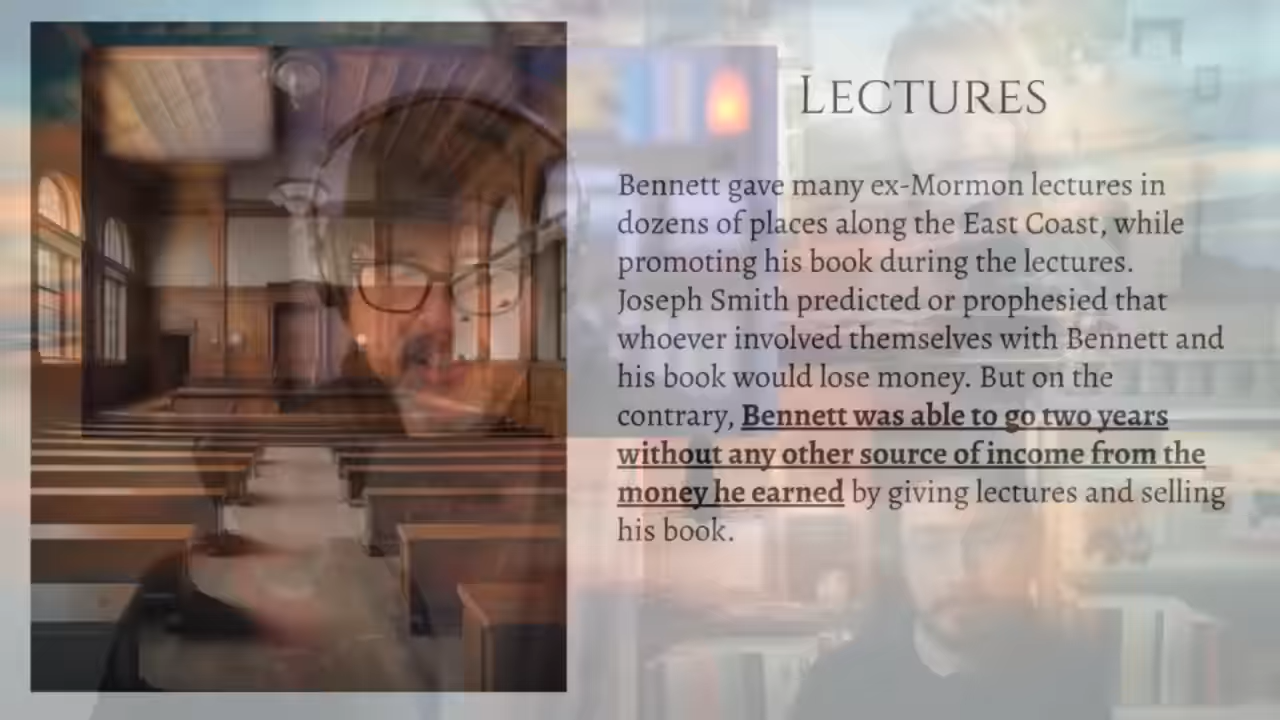 LECTURES
Bennett gave many ex-Mormon lectures in
dozens of places along the East Coast, while
promoting his book during the lectures.
Joseph Smith predicted or prophesied that
whoever involved themselves with Bennett and
his book would lose money. But on the
contrary, Bennett was able to go two years
without any other source of income from the
money he earned by giving lectures and selling
his book.